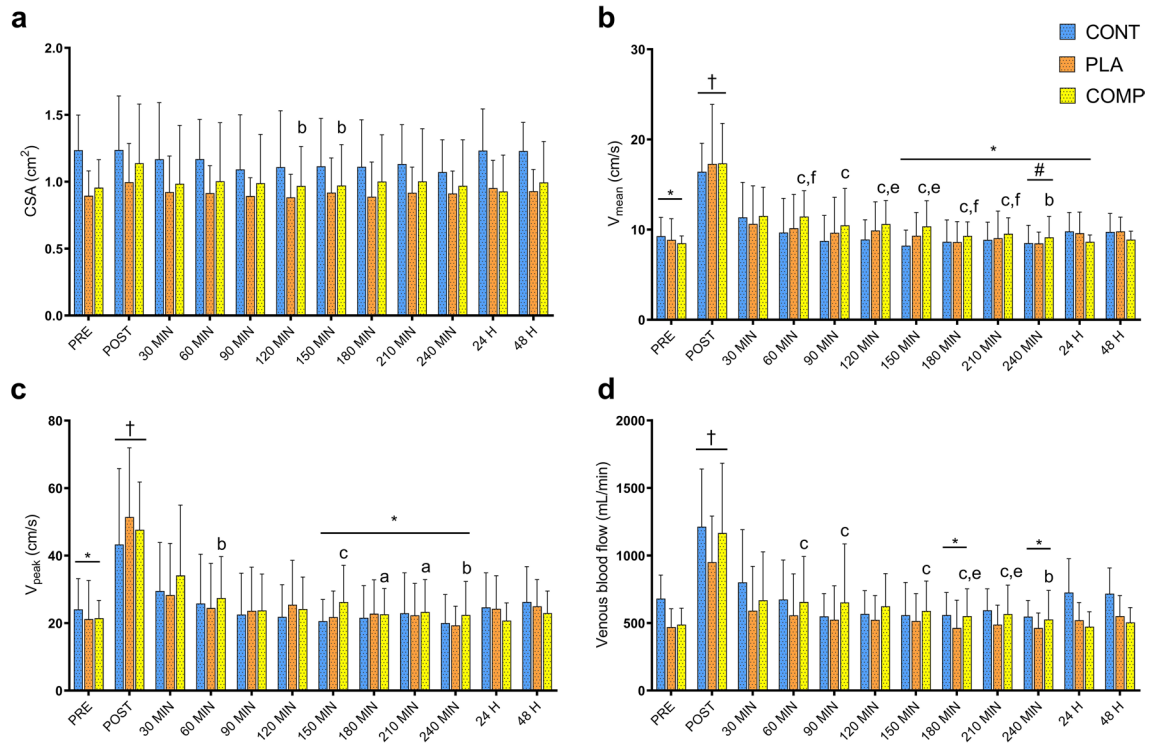 a
2.0
1.5
1.0
0.5
0.0
CSA (cm²)
b
b
PRE
POST
30 MIN
60 MIN
90 MIN
120 MIN
150 MIN
180 MIN
210 MIN
240 MIN
24 H
48 H
b
CONT
PLA
COMP
30
20
10
0
Vmean (cm/s)
*
†
c,f
c
c,e
c,e
c,f
c,f
*
#
b
PRE
POST
30 MIN
60 MIN
90 MIN
120 MIN
150 MIN
180 MIN
210 MIN
240 MIN
24 H
48 H
c
80
60
40
20
0
Vpeak (cm/s)
*
†
b
*
c
a
a
b
PRE
POST
30 MIN
60 MIN
90 MIN
120 MIN
150 MIN
180 MIN
210 MIN
240 MIN
24 H
48 H
d
2000
1500
1000
500
0
Venous blood flow (mL/min)
†
c
c
c
*
c,e
c,e
*
b
PRE
POST
30 MIN
60 MIN
90 MIN
120 MIN
150 MIN
180 MIN
210 MIN
240 MIN
24 H
48 H